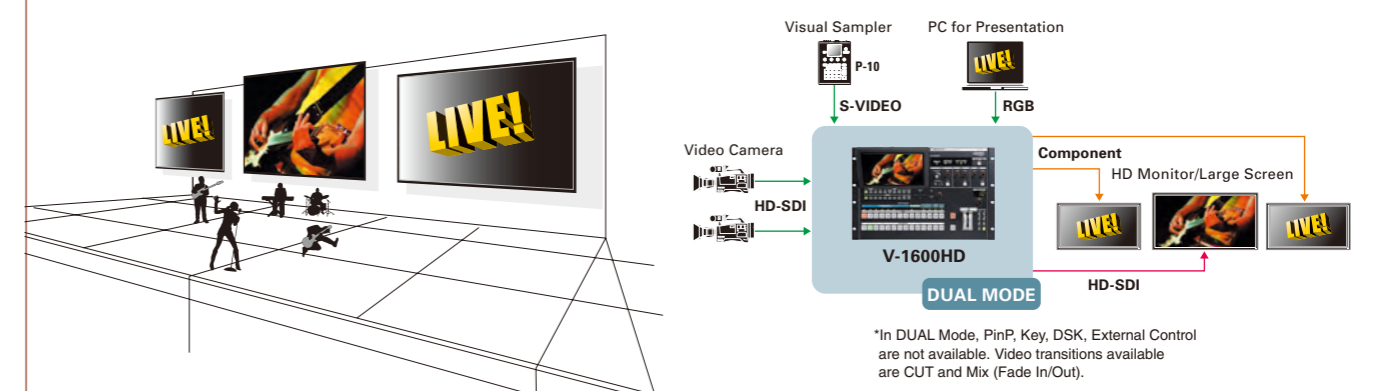 LIVE!
LIVE!
Visual Sampler
PC for Presentation
P-10
LIVE!
S-VIDEO
RGB
Video Camera
HD-SDI
Component
HD Monitor/Large Screen
LIVE!
LIVE!
V-1600HD
HD-SDI
DUAL MODE
*In DUAL Mode, PinP, Key, DSK, External Control
are not available. Video transitions available
are CUT and Mix (Fade In/Out).